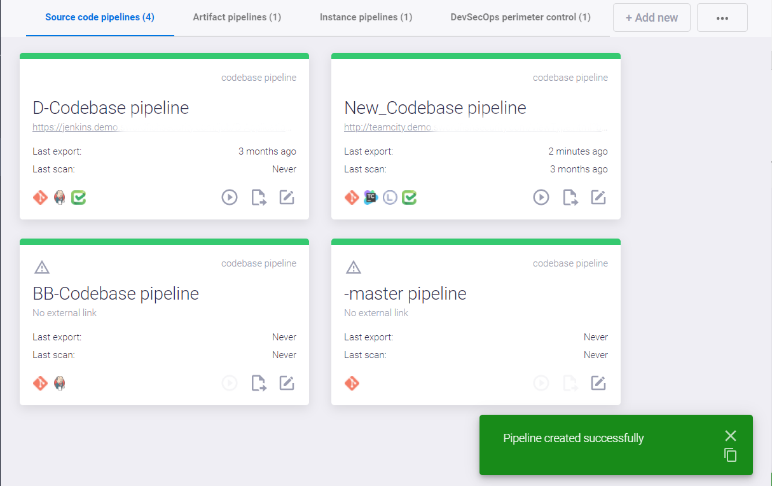 Source code pipelines (4) Artifact pipelines (1) Instance pipelines (1) DevSecOps perimeter control (1) + Add new ...
codebase pipeline
D-Codebase pipeline
https://jenkins.demo...
Last export: 3 months ago
Last scan: Never
codebase pipeline
New_Codebase pipeline
http://teamcity.demo...
Last export: 2 minutes ago
Last scan: 3 months ago
TC L
codebase pipeline
BB-Codebase pipeline
No external link
Last export: Never
Last scan: Never
codebase pipeline
-master pipeline
No external link
Last export: Never
Last scan: Never
Pipeline created successfully